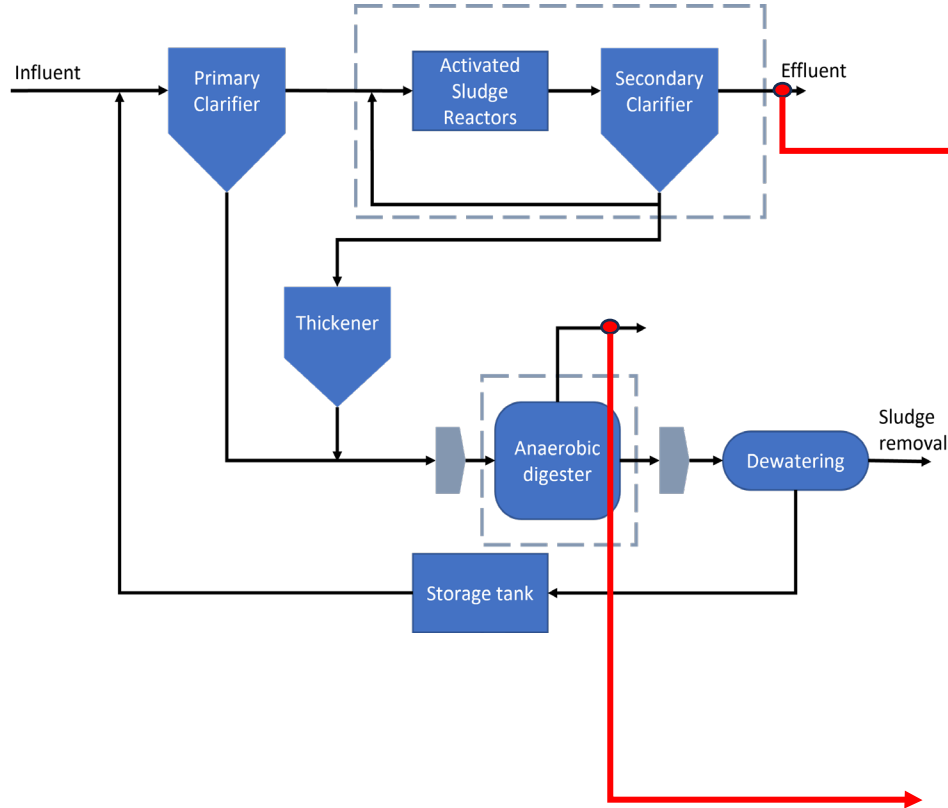 Influent
Primary
Clarifier
Activated
Sludge
Reactors
Secondary
Clarifier
Effluent
Thickener
Anaerobic
digester
Dewatering
Sludge
removal
Storage tank